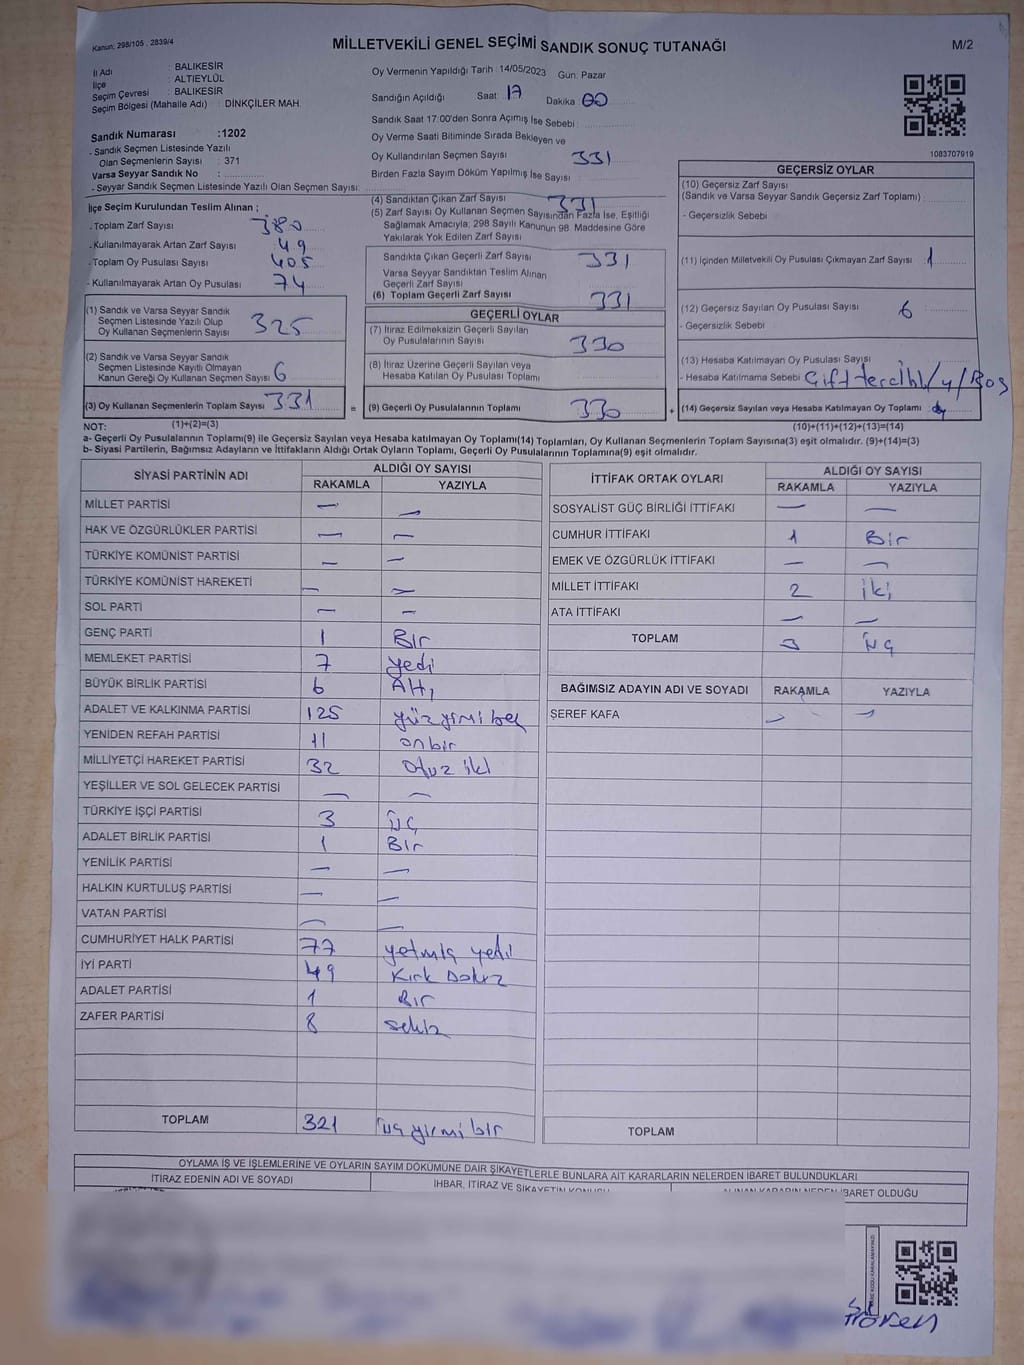 Kanun: 298/105 , 2839/4
MİLLETVEKİLİ GENEL SEÇİMİ SANDIK SONUÇ TUTANAĞI
M/2
İl Adı : BALIKESİR
İlçe : ALTIEYLÜL
Seçim Çevresi : BALIKESİR
Seçim Bölgesi (Mahalle Adı) : DİNKÇİLER MAH.
Sandık Numarası :1202
- Sandık Seçmen Listesinde Yazılı
Olan Seçmenlerin Sayısı : 371
Varsa Seyyar Sandık No :
- Seyyar Sandık Seçmen Listesinde Yazılı Olan Seçmen Sayısı:
Oy Vermenin Yapıldığı Tarih : 14/05/2023 Gün: Pazar
Sandığın Açıldığı Saat 17 Dakika 00
Sandık Saat 17:00'den Sonra Açılmış İse Sebebi :
Oy Verme Saati Bitiminde Sırada Bekleyen ve
Oy Kullandırılan Seçmen Sayısı 331
Birden Fazla Sayım Döküm Yapılmış İse Sayısı :
1083707919
İlçe Seçim Kurulundan Teslim Alınan ;
- Toplam Zarf Sayısı 380
- Kullanılmayarak Artan Zarf Sayısı 49
- Toplam Oy Pusulası Sayısı 405
- Kullanılmayarak Artan Oy Pusulası 74
(1) Sandık ve Varsa Seyyar Sandık
Seçmen Listesinde Yazılı Olup
Oy Kullanan Seçmenlerin Sayısı 325
(2) Sandık ve Varsa Seyyar Sandık
Seçmen Listesinde Kayıtlı Olmayan
Kanun Gereği Oy Kullanan Seçmen Sayısı 6
(3) Oy Kullanan Seçmenlerin Toplam Sayısı 331
(4) Sandıktan Çıkan Zarf Sayısı 331
(5) Zarf Sayısı Oy Kullanan Seçmen Sayısından Fazla İse, Eşitliği
Sağlamak Amacıyla; 298 Sayılı Kanunun 98. Maddesine Göre
Yakılarak Yok Edilen Zarf Sayısı
Sandıkta Çıkan Geçerli Zarf Sayısı 331
Varsa Seyyar Sandıktan Teslim Alınan
Geçerli Zarf Sayısı
(6) Toplam Geçerli Zarf Sayısı 331
GEÇERLİ OYLAR
(7) İtiraz Edilmeksizin Geçerli Sayılan
Oy Pusulalarının Sayısı 330
(8) İtiraz Üzerine Geçerli Sayılan veya
Hesaba Katılan Oy Pusulası Toplamı
= (9) Geçerli Oy Pusulalarının Toplamı 330
GEÇERSİZ OYLAR
(10) Geçersiz Zarf Sayısı
(Sandık ve Varsa Seyyar Sandık Geçersiz Zarf Toplamı)
- Geçersizlik Sebebi
(11) İçinden Milletvekili Oy Pusulası Çıkmayan Zarf Sayısı 1
(12) Geçersiz Sayılan Oy Pusulası Sayısı 6
- Geçersizlik Sebebi
(13) Hesaba Katılmayan Oy Pusulası Sayısı
- Hesaba Katılmama Sebebi Çift tercihli/4/Boş
+ (14) Geçersiz Sayılan veya Hesaba Katılmayan Oy Toplamı
NOT: (1)+(2)=(3)
(10)+(11)+(12)+(13)=(14)
a- Geçerli Oy Pusulalarının Toplamı(9) ile Geçersiz Sayılan veya Hesaba katılmayan Oy Toplamı(14) Toplamları, Oy Kullanan Seçmenlerin Toplam Sayısına(3) eşit olmalıdır. (9)+(14)=(3)
b- Siyasi Partilerin, Bağımsız Adayların ve İttifakların Aldığı Ortak Oyların Toplamı, Geçerli Oy Pusulalarının Toplamına(9) eşit olmalıdır.
SİYASİ PARTİNİN ADI ALDIĞI OY SAYISI
RAKAMLA YAZIYLA
MİLLET PARTİSİ — —
HAK VE ÖZGÜRLÜKLER PARTİSİ — —
TÜRKİYE KOMÜNİST PARTİSİ — —
TÜRKİYE KOMÜNİST HAREKETİ — —
SOL PARTİ — —
GENÇ PARTİ 1 Bir
MEMLEKET PARTİSİ 7 yedi
BÜYÜK BİRLİK PARTİSİ 6 Altı
ADALET VE KALKINMA PARTİSİ 125 yüz yirmi beş
YENİDEN REFAH PARTİSİ 11 onbir
MİLLİYETÇİ HAREKET PARTİSİ 32 otuz iki
YEŞİLLER VE SOL GELECEK PARTİSİ — —
TÜRKİYE İŞÇİ PARTİSİ 3 üç
ADALET BİRLİK PARTİSİ 1 Bir
YENİLİK PARTİSİ — —
HALKIN KURTULUŞ PARTİSİ — —
VATAN PARTİSİ — —
CUMHURİYET HALK PARTİSİ 77 yetmiş yedi
İYİ PARTİ 49 Kırk Dokuz
ADALET PARTİSİ 1 Bir
ZAFER PARTİSİ 8 sekiz
TOPLAM 321 üç yirmi bir
İTTİFAK ORTAK OYLARI ALDIĞI OY SAYISI
RAKAMLA YAZIYLA
SOSYALİST GÜÇ BİRLİĞİ İTTİFAKI — —
CUMHUR İTTİFAKI 1 Bir
EMEK VE ÖZGÜRLÜK İTTİFAKI — —
MİLLET İTTİFAKI 2 iki
ATA İTTİFAKI — —
TOPLAM 3 üç
BAĞIMSIZ ADAYIN ADI VE SOYADI RAKAMLA YAZIYLA
ŞEREF KAFA — —
TOPLAM
OYLAMA İŞ VE İŞLEMLERİNE VE OYLARIN SAYIM DÖKÜMÜNE DAİR ŞİKAYETLERLE BUNLARA AİT KARARLARIN NELERDEN İBARET BULUNDUKLARI
İTİRAZ EDENİN ADI VE SOYADI
İHBAR, İTİRAZ VE ŞİKAYETİN KONUSU
ALINAN KARARIN NEDEN İBARET OLDUĞU